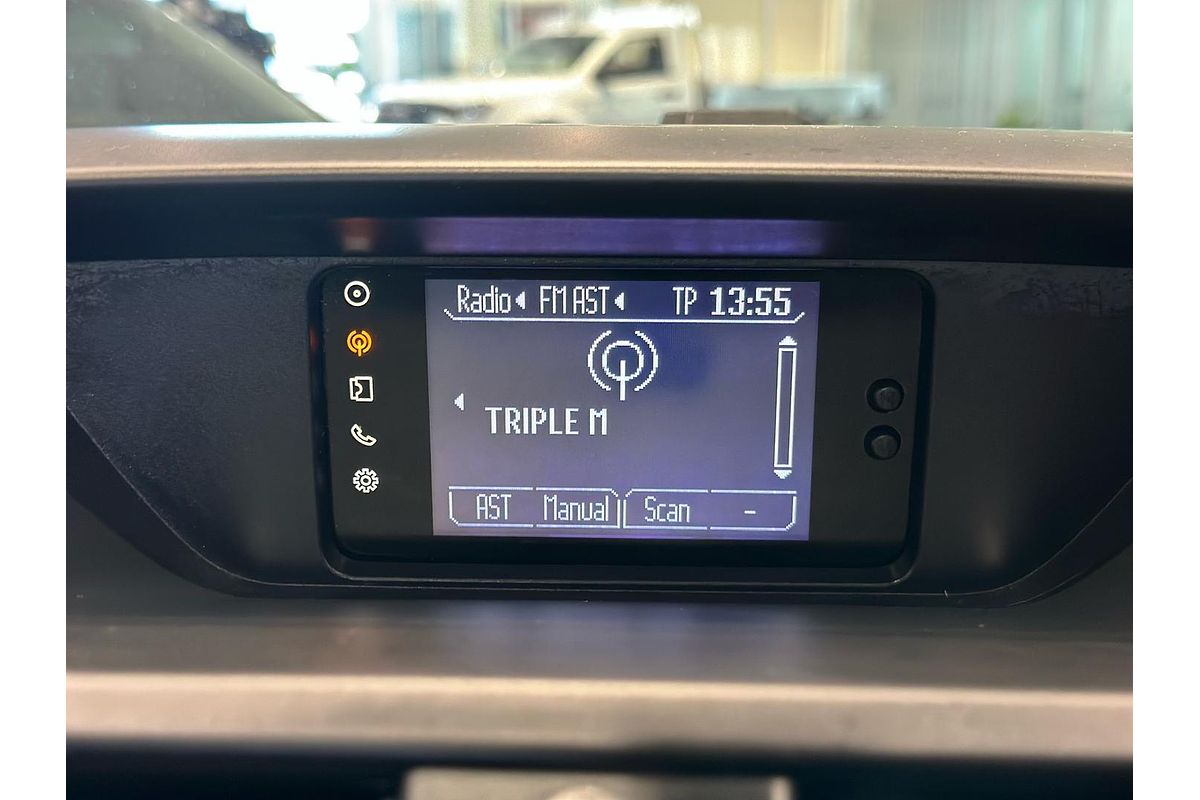 Radio FM AST TP 13:55
TRIPLE M
AST Manual Scan -